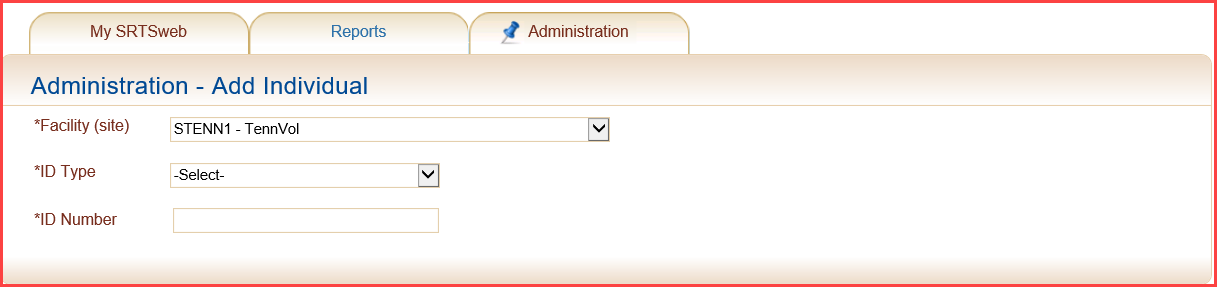 My SRTSweb Reports Administration
Administration - Add Individual
*Facility (site) STENN1 - TennVol
*ID Type -Select-
*ID Number